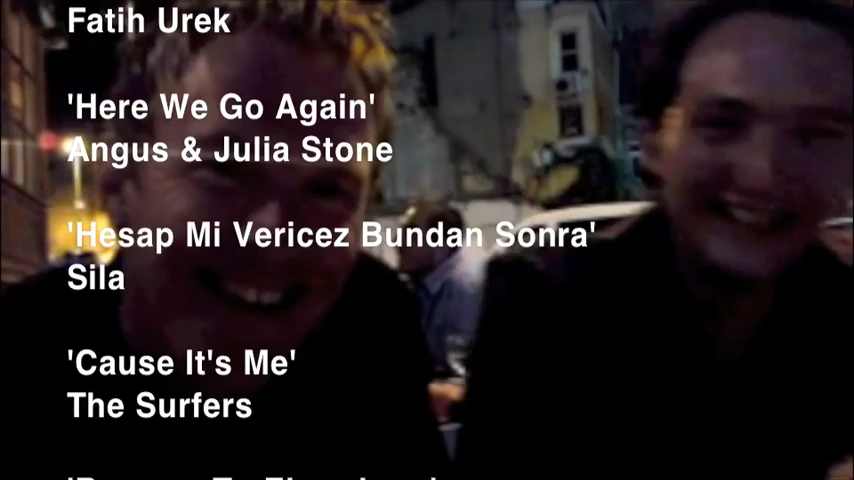 Fatih Urek
'Here We Go Again'
Angus & Julia Stone
'Hesap Mi Vericez Bundan Sonra'
Sila
'Cause It's Me'
The Surfers